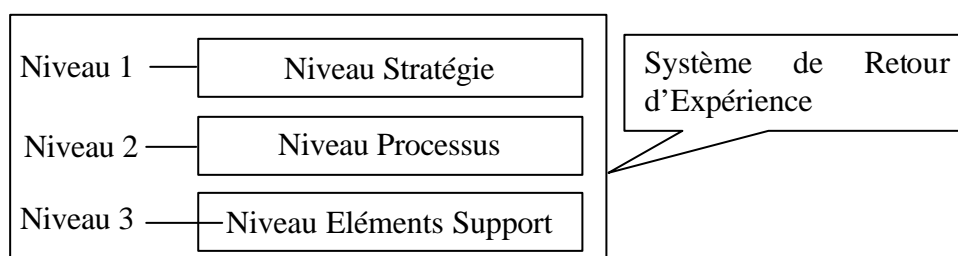 Niveau 1
Niveau Stratégie
Niveau 2
Niveau Processus
Niveau 3
Niveau Eléments Support
Système de Retour
d’Expérience